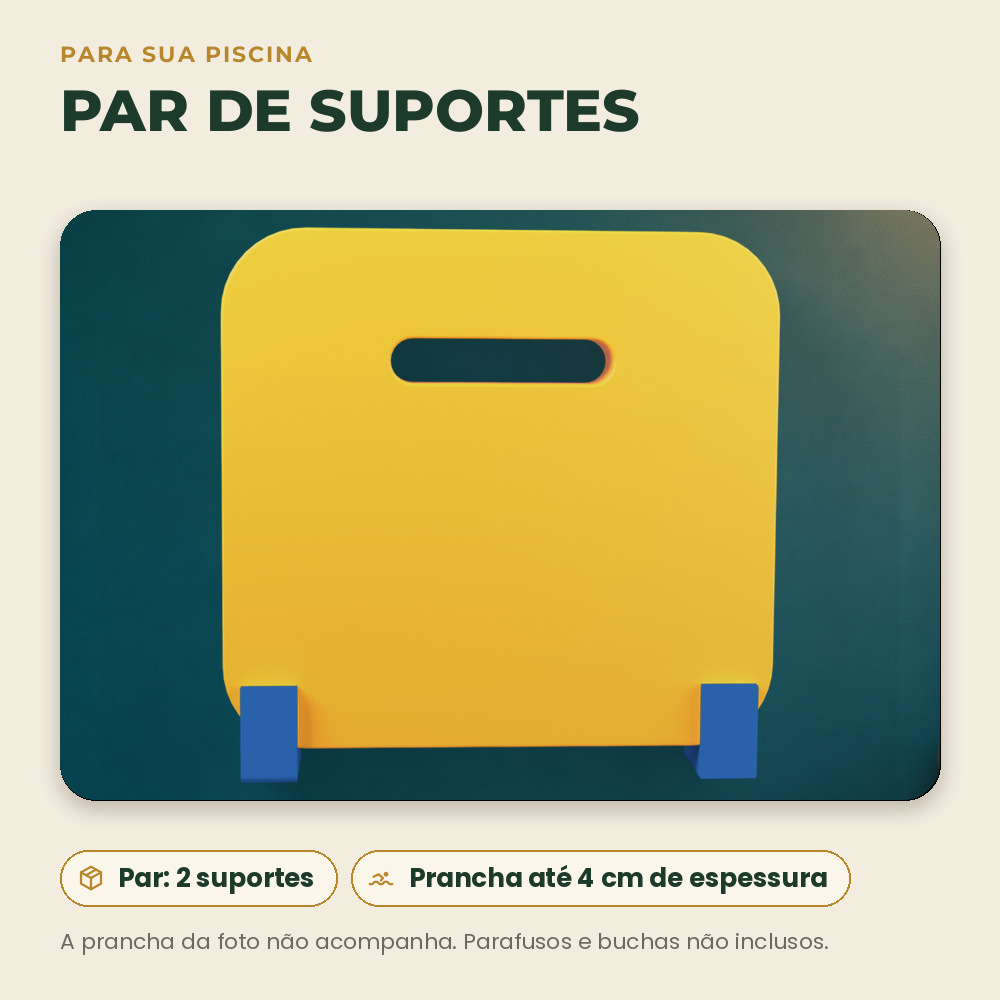 PARA SUA PISCINA
PAR DE SUPORTES
Par: 2 suportes
Prancha até 4 cm de espessura
A prancha da foto não acompanha. Parafusos e buchas não inclusos.